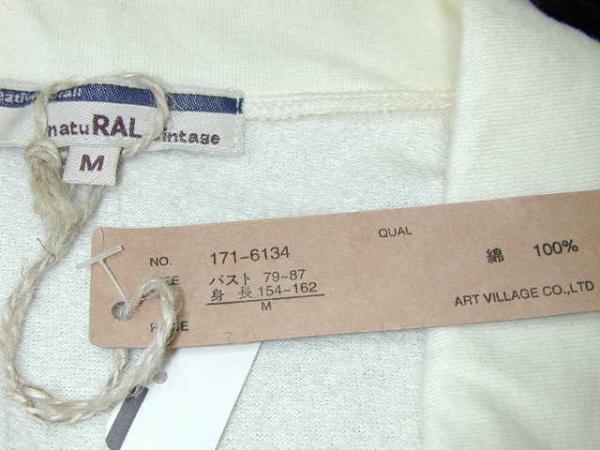 natuRAL
vintage
M
QUAL
NO. 171-6134
綿 100%
バスト 79~87
身 長 154~162
M
ART VILLAGE CO.,LTD